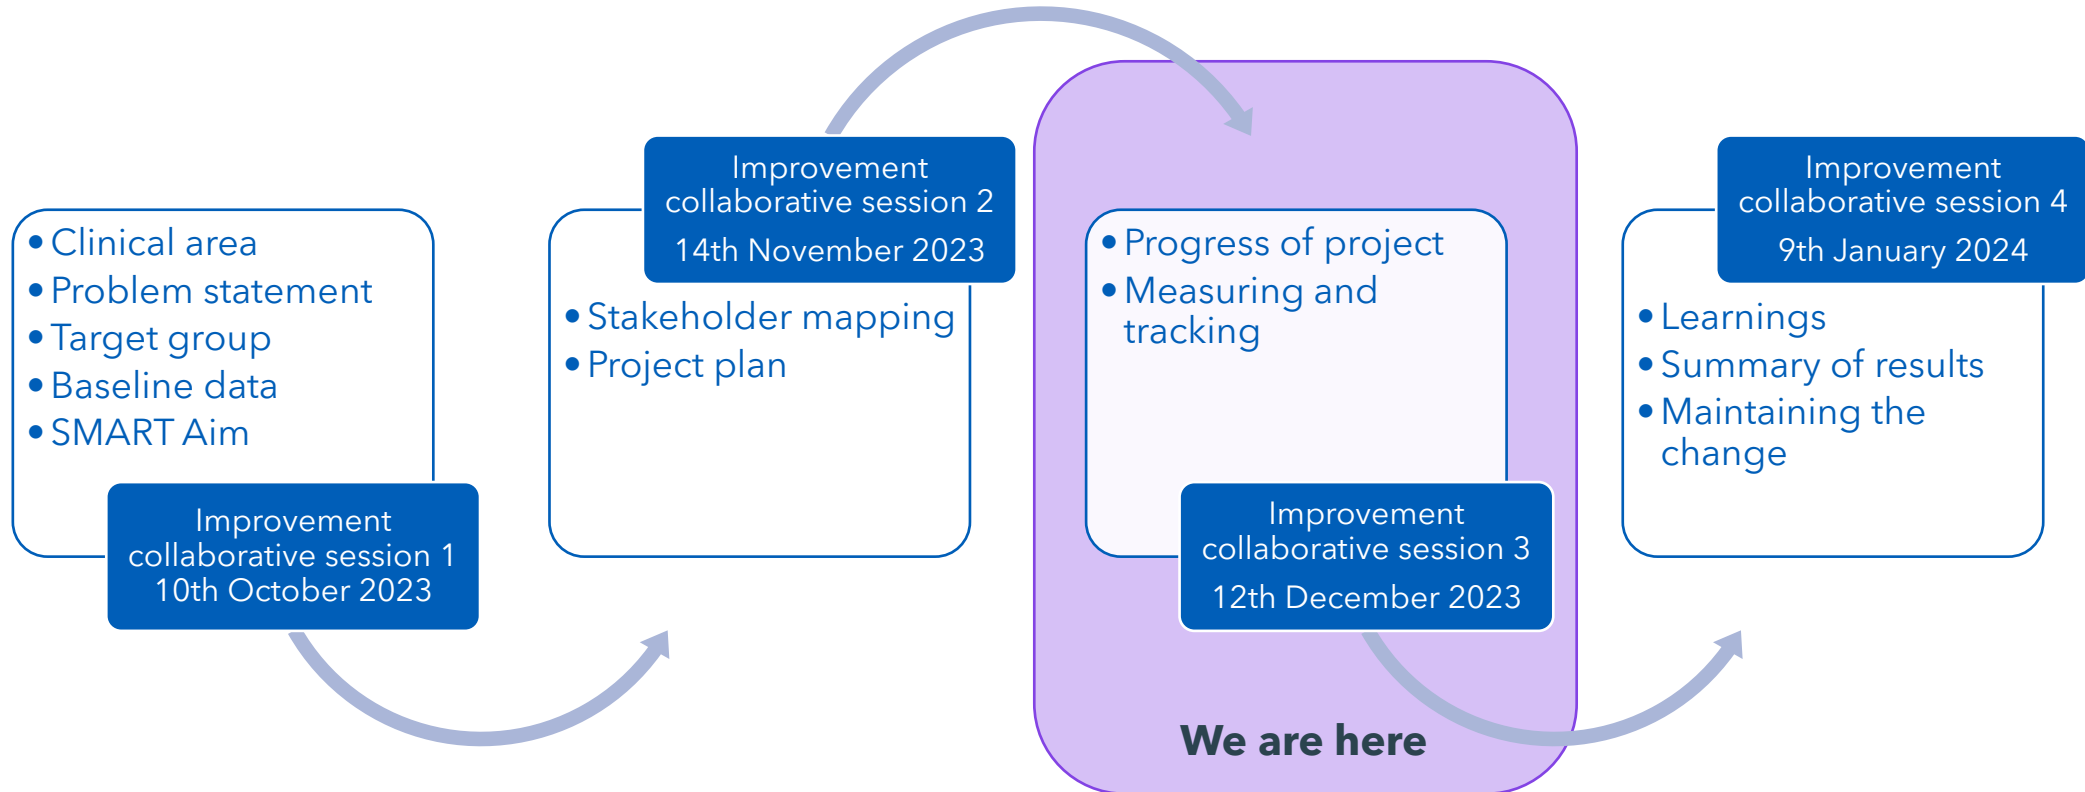 • Clinical area
• Problem statement
• Target group
• Baseline data
• SMART Aim
Improvement
collaborative session 1
10th October 2023
Improvement
collaborative session 2
14th November 2023
• Stakeholder mapping
• Project plan
• Progress of project
• Measuring and
tracking
Improvement
collaborative session 3
12th December 2023
We are here
Improvement
collaborative session 4
9th January 2024
• Learnings
• Summary of results
• Maintaining the
change